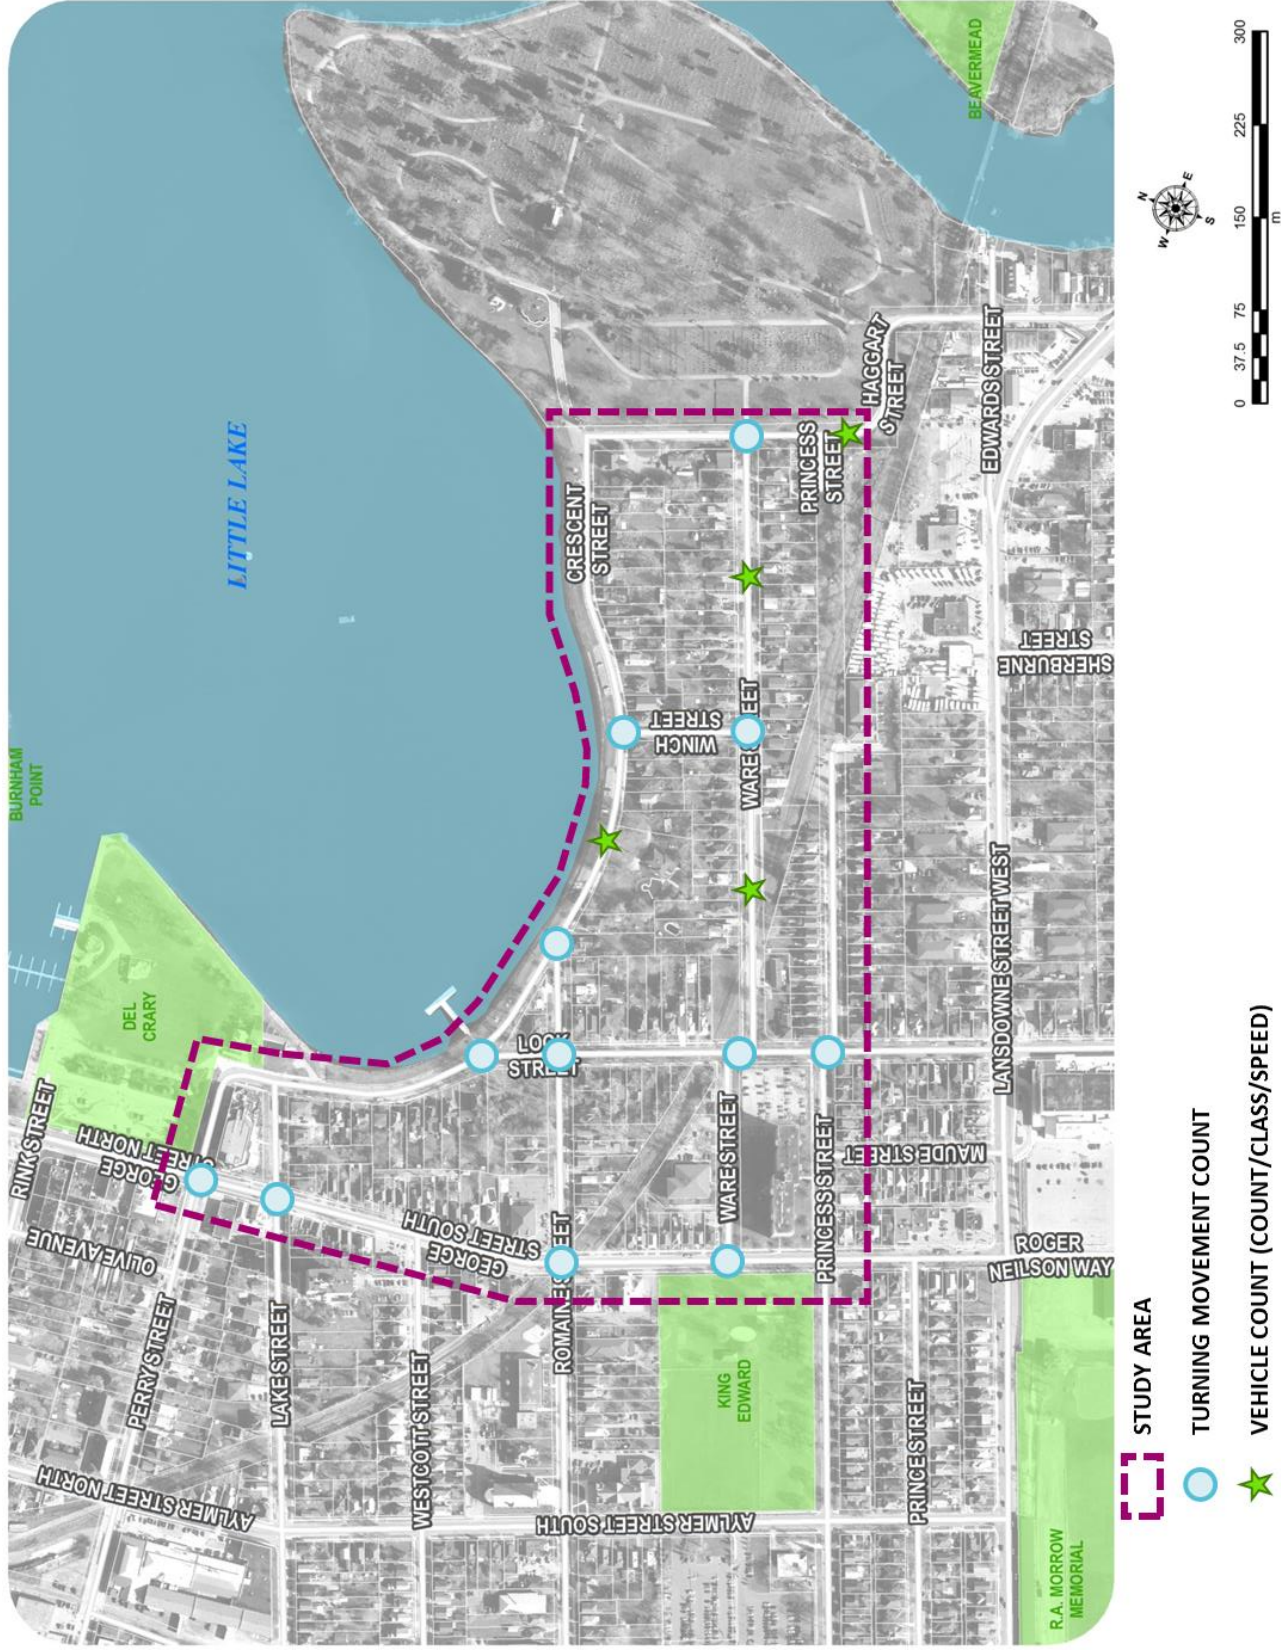 RINK STREET
OLIVE AVENUE
GEORGE
STREET NORTH
PERRY STREET
AYLMER STREET NORTH
LAKE STREET
DEL
CRARY
BURNHAM
POINT
LITTLE LAKE
WESTCOTT STREET
GEORGE
STREET SOUTH
LOCK
STREET
ROMAINE STREET
CRESCENT
STREET
WINCH
STREET
AYLMER STREET SOUTH
KING
EDWARD
WARE STREET
WARE STREET
PRINCESS
STREET
PRINCESS STREET
HAGGART
STREET
MAUDE STREET
PRINCE STREET
BEAVERMEAD
EDWARDS STREET
LANSDOWNE STREET WEST
SHERBURNE
STREET
ROGER
NEILSON WAY
R.A. MORROW
MEMORIAL
STUDY AREA
TURNING MOVEMENT COUNT
VEHICLE COUNT (COUNT/CLASS/SPEED)
N
W
E
S
0 37.5 75 150 225 300
m